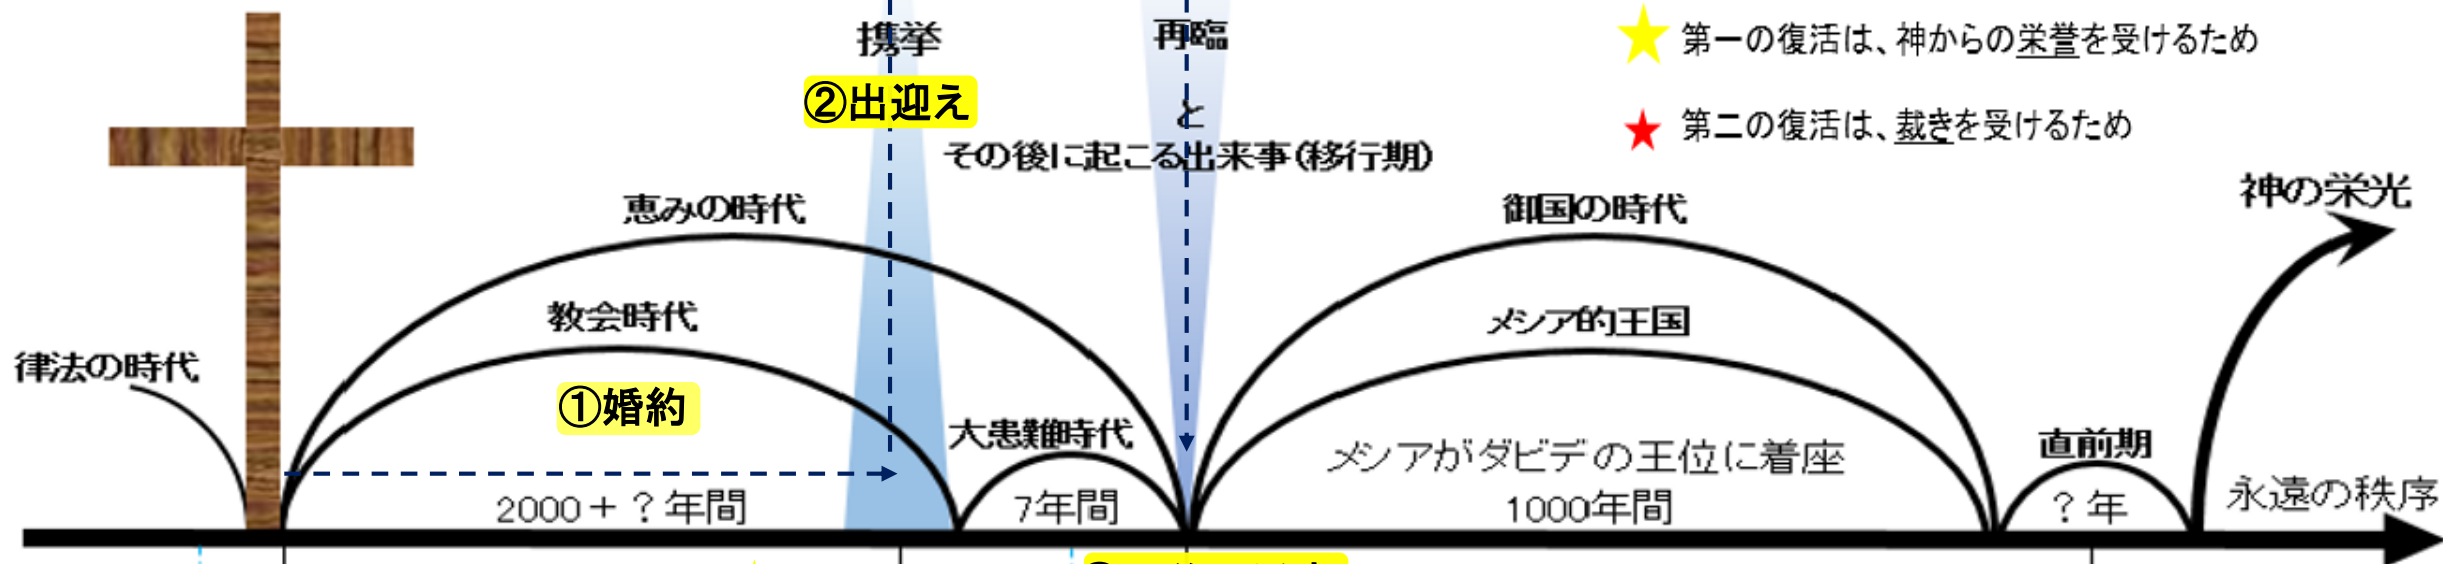 携挙
再臨
第一の復活は、神からの栄誉を受けるため
②出迎え
と
第二の復活は、裁きを受けるため
その後に起こる出来事(移行期)
神の栄光
恵みの時代
御国の時代
教会時代
メシア的王国
律法の時代
①婚約
大患難時代
直前期
メシアがダビデの王位に着座
2000+?年間
7年間
1000年間
?年
永遠の秩序